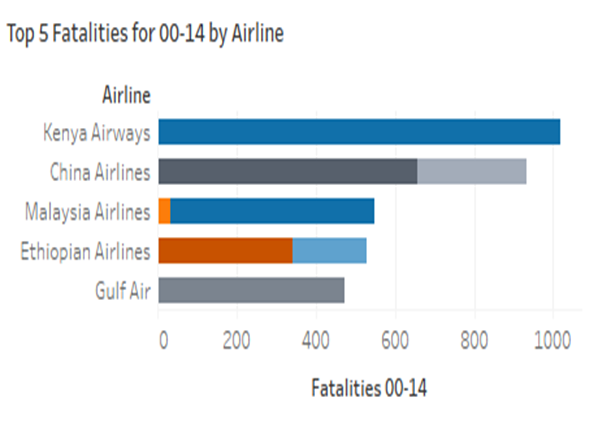 Top 5 Fatalities for 00-14 by Airline
Airline
Kenya Airways
China Airlines
Malaysia Airlines
Ethiopian Airlines
Gulf Air
0 200 400 600 800 1000
Fatalities 00-14